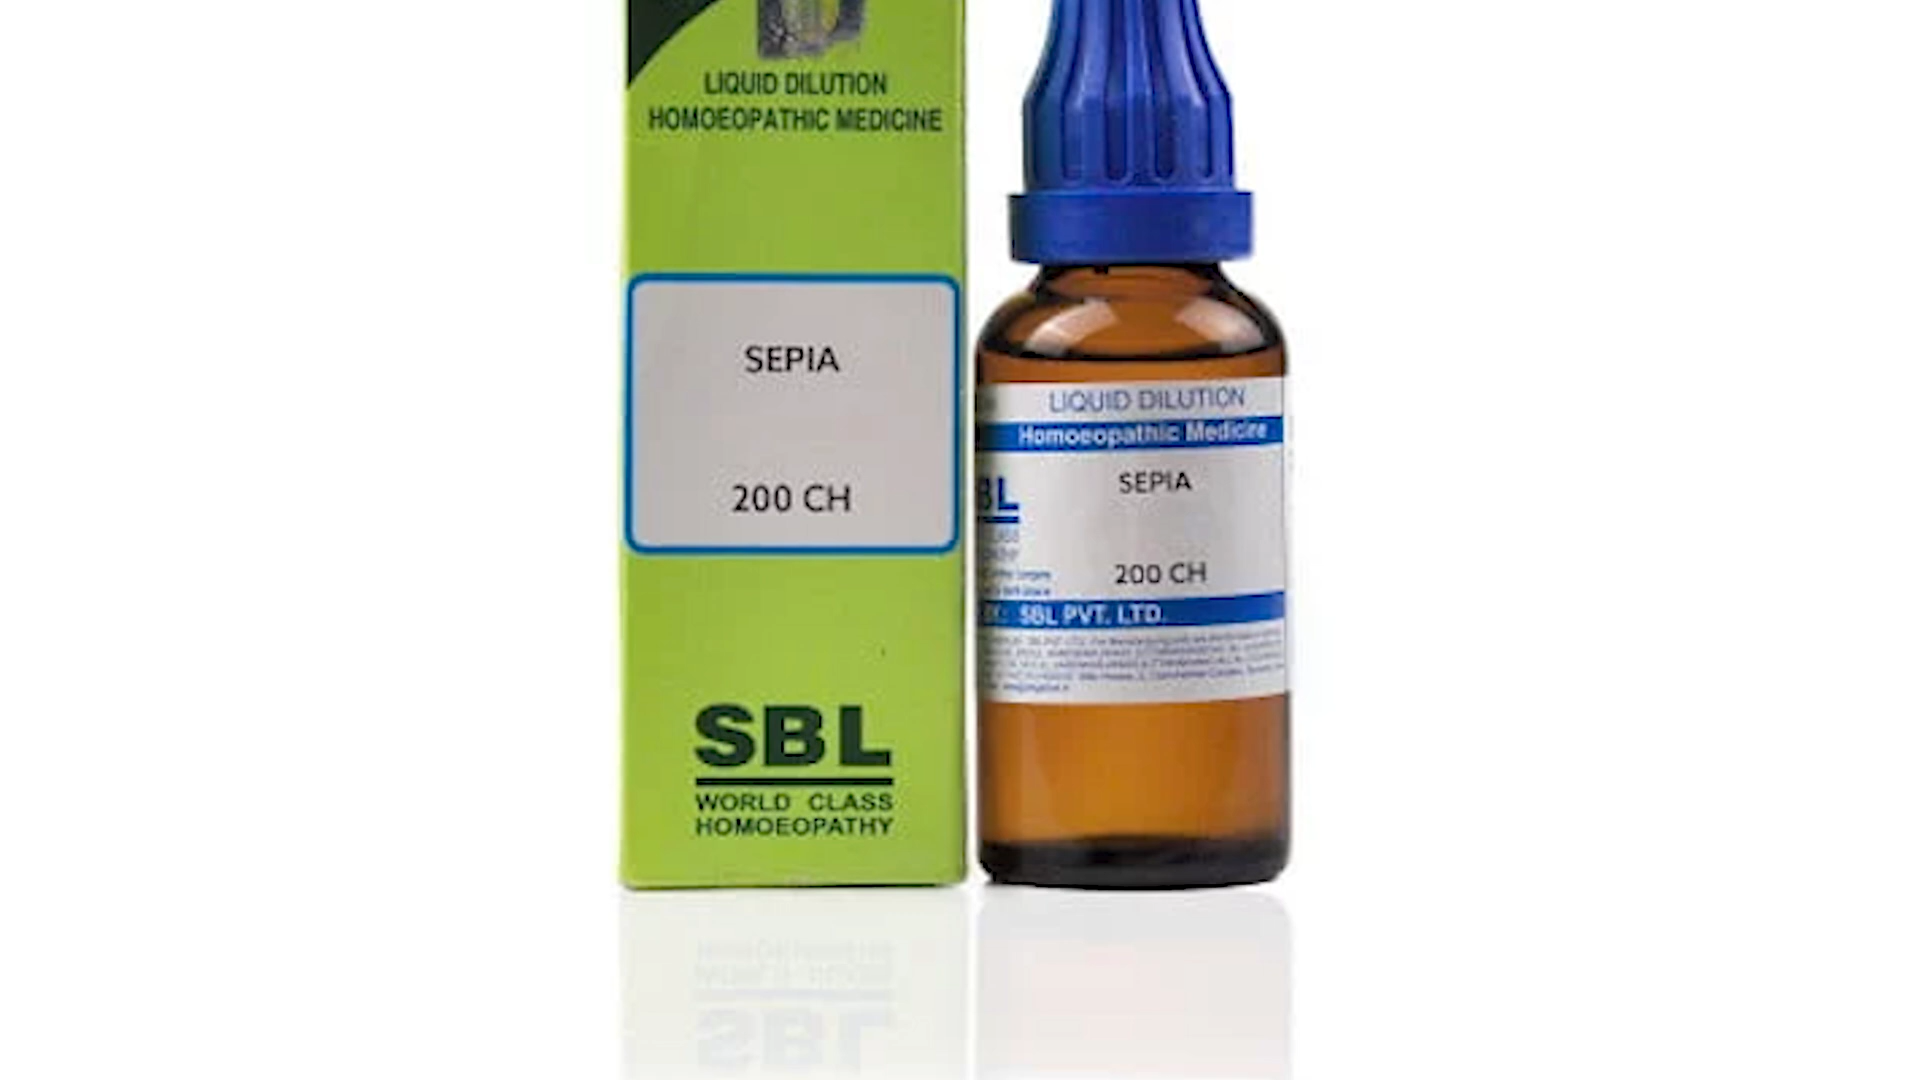 LIQUID DILUTION
HOMOEOPATHIC MEDICINE
SEPIA
200 CH
SBL
WORLD CLASS
HOMOEOPATHY
LIQUID DILUTION
Homoeopathic Medicine
BL
SEPIA
200 CH
SBL PVT. LTD.